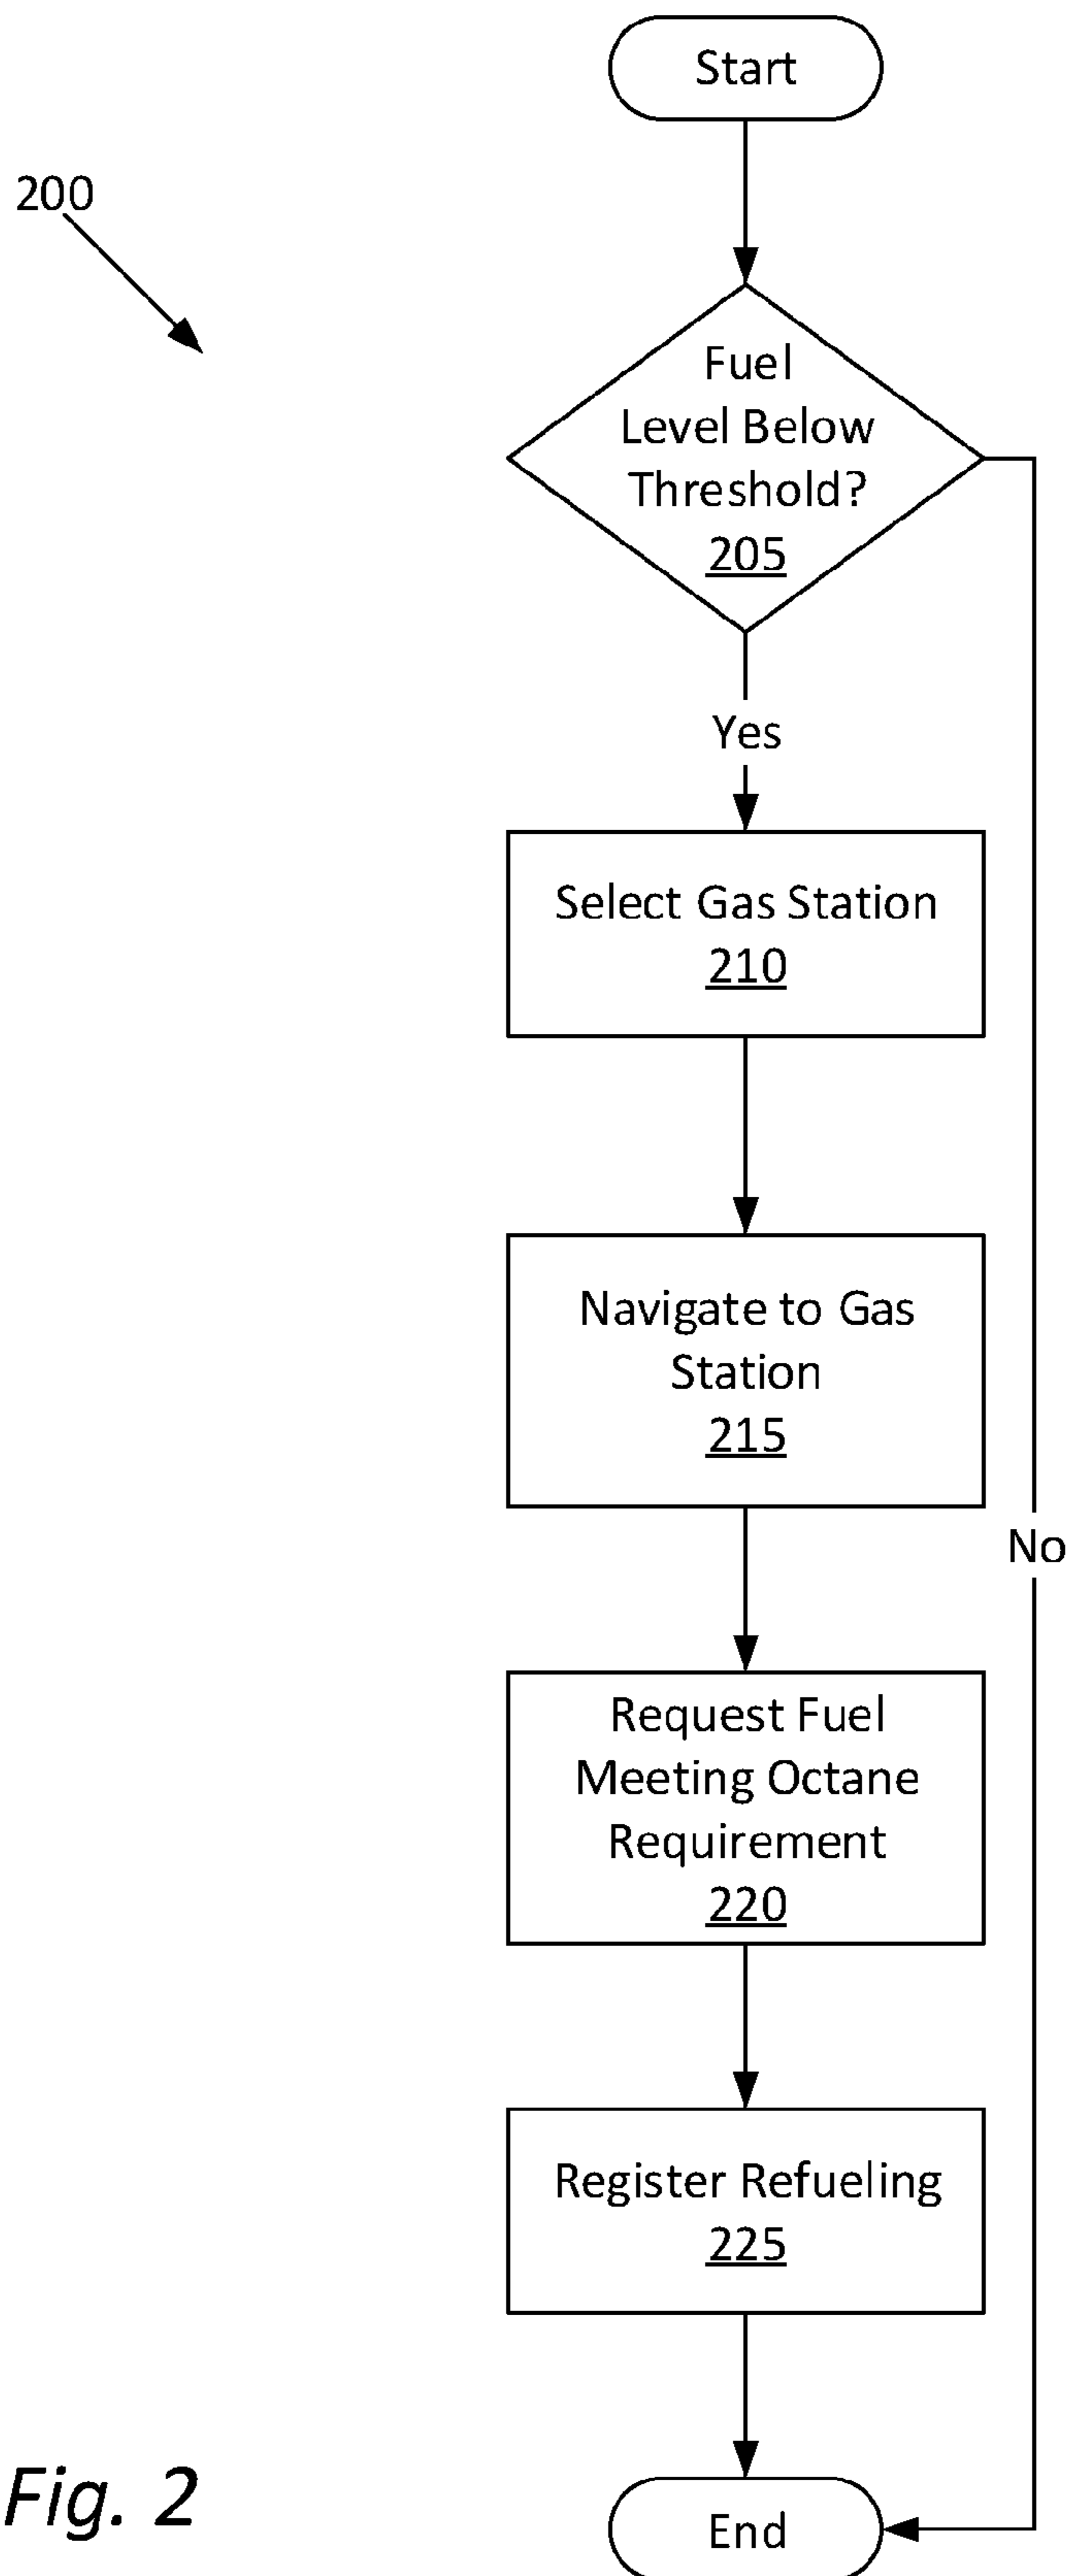 Start
200
Fuel
Level Below
Threshold?
205
Yes
Select Gas Station
210
Navigate to Gas
Station
215
No
Request Fuel
Meeting Octane
Requirement
220
Register Refueling
225
End
Fig. 2